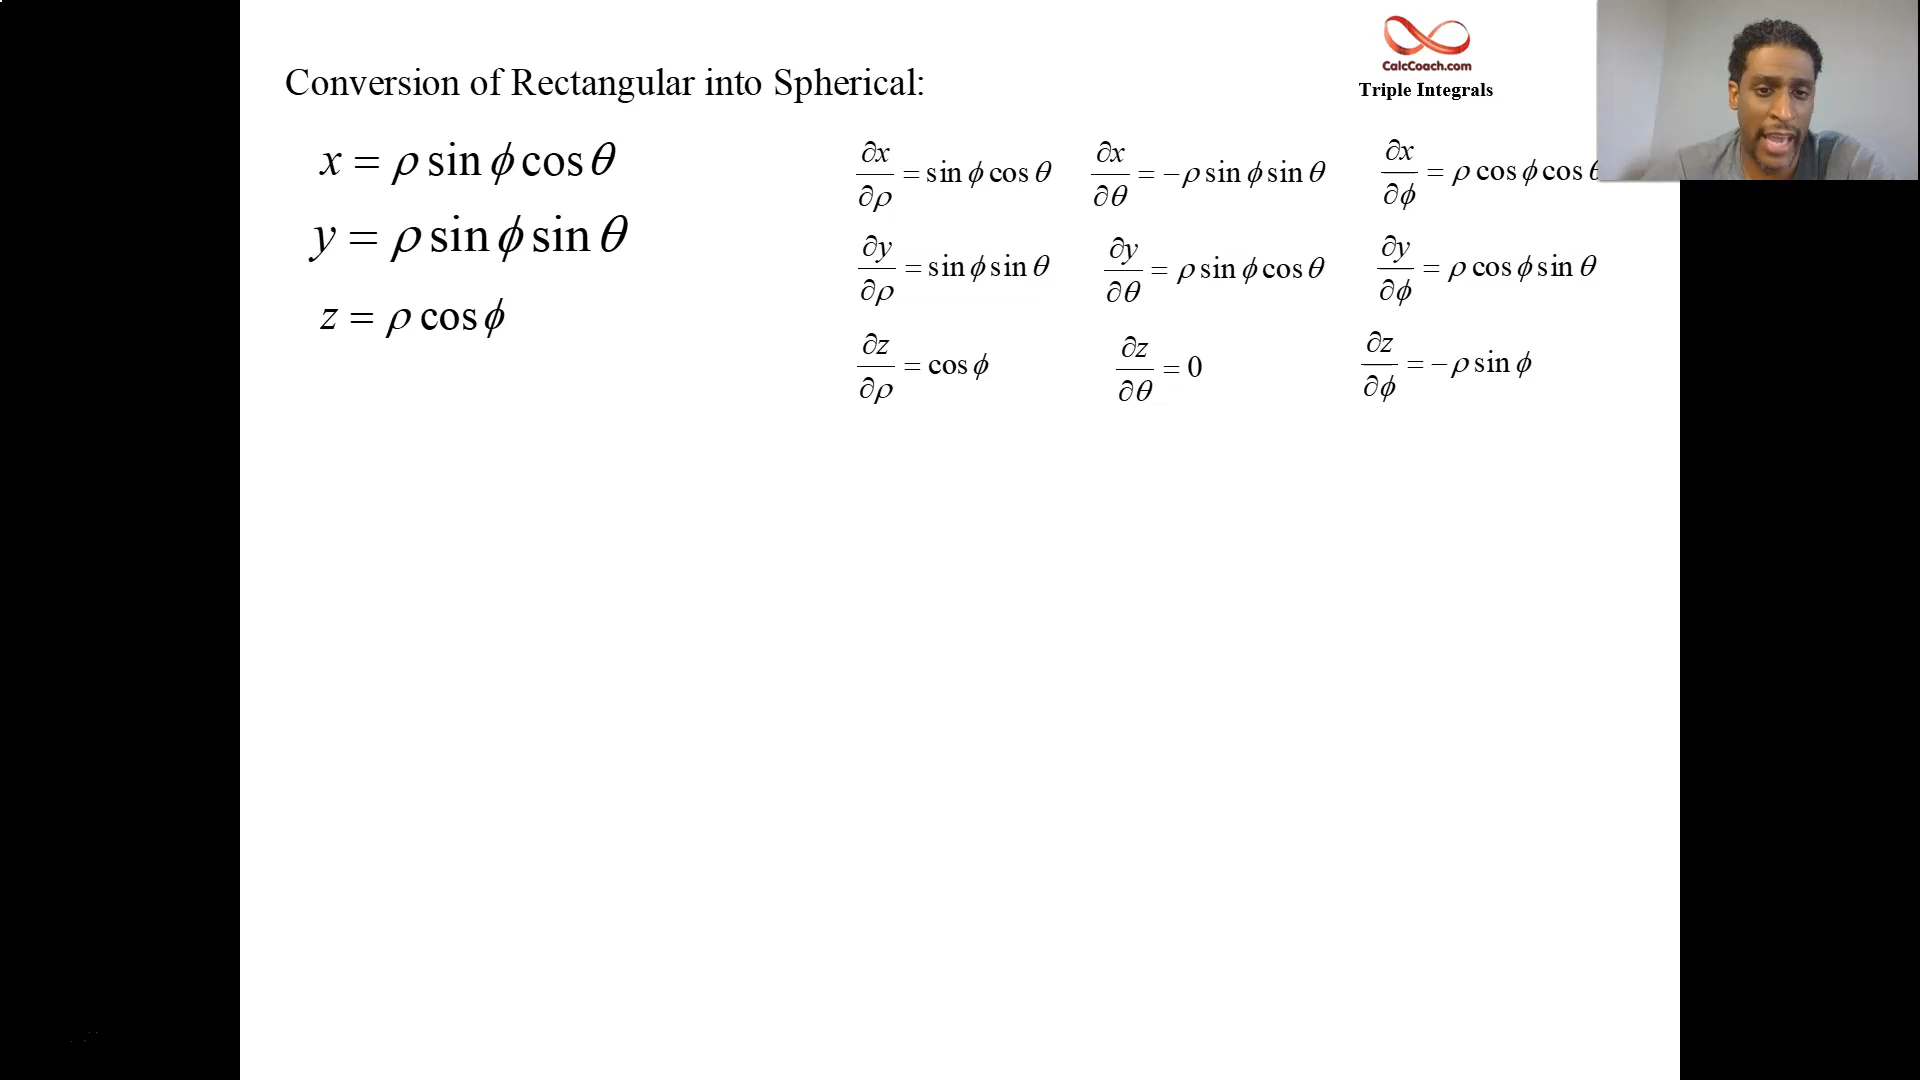 CalcCoach.com
Triple Integrals
Conversion of Rectangular into Spherical:
x = ρ sin ϕ cos θ
y = ρ sin ϕ sin θ
z = ρ cos ϕ
∂x/∂ρ = sin ϕ cos θ
∂x/∂θ = −ρ sin ϕ sin θ
∂x/∂ϕ = ρ cos ϕ cos θ
∂y/∂ρ = sin ϕ sin θ
∂y/∂θ = ρ sin ϕ cos θ
∂y/∂ϕ = ρ cos ϕ sin θ
∂z/∂ρ = cos ϕ
∂z/∂θ = 0
∂z/∂ϕ = −ρ sin ϕ